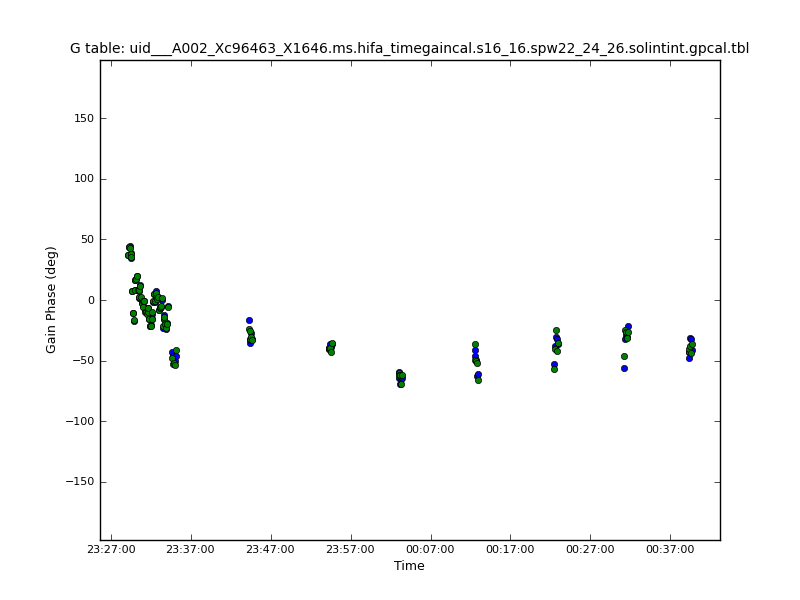 G table: uid___A002_Xc96463_X1646.ms.hifa_timegaincal.s16_16.spw22_24_26.solintint.gpcal.tbl
Gain Phase (deg)
150
100
50
0
−50
−100
−150
23:27:00 23:37:00 23:47:00 23:57:00 00:07:00 00:17:00 00:27:00 00:37:00
Time